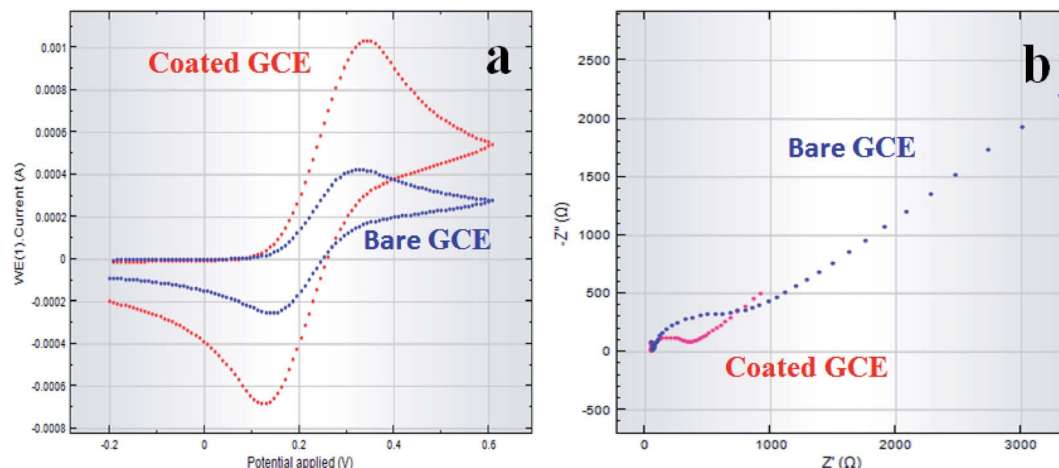 a
Coated GCE
Bare GCE
WE(1).Current (A)
0.001
0.0008
0.0006
0.0004
0.0002
0
-0.0002
-0.0004
-0.0006
-0.0008
-0.2
0
0.2
0.4
0.6
Potential applied (V)
b
Bare GCE
Coated GCE
-Z'' (Ω)
2500
2000
1500
1000
500
0
-500
0
1000
2000
3000
Z' (Ω)